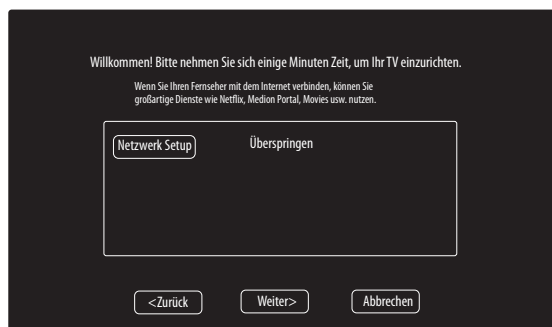 Willkommen! Bitte nehmen Sie sich einige Minuten Zeit, um Ihr TV einzurichten.
Wenn Sie Ihren Fernseher mit dem Internet verbinden, können Sie
großartige Dienste wie Netflix, Medion Portal, Movies usw. nutzen.
Netzwerk Setup Überspringen
<Zurück Weiter> Abbrechen